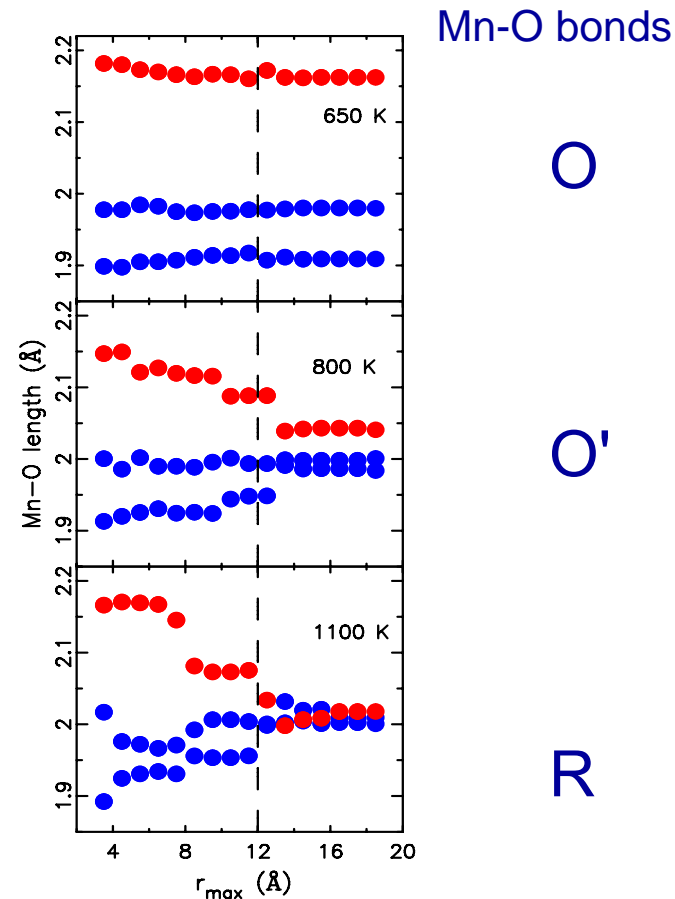 Mn-O bonds
2.2
2.1
2
1.9
650 K
O
2.2
2.1
2
1.9
800 K
O'
Mn−O length (Å)
2.2
2.1
2
1.9
1100 K
R
4 8 12 16 20
r_max (Å)